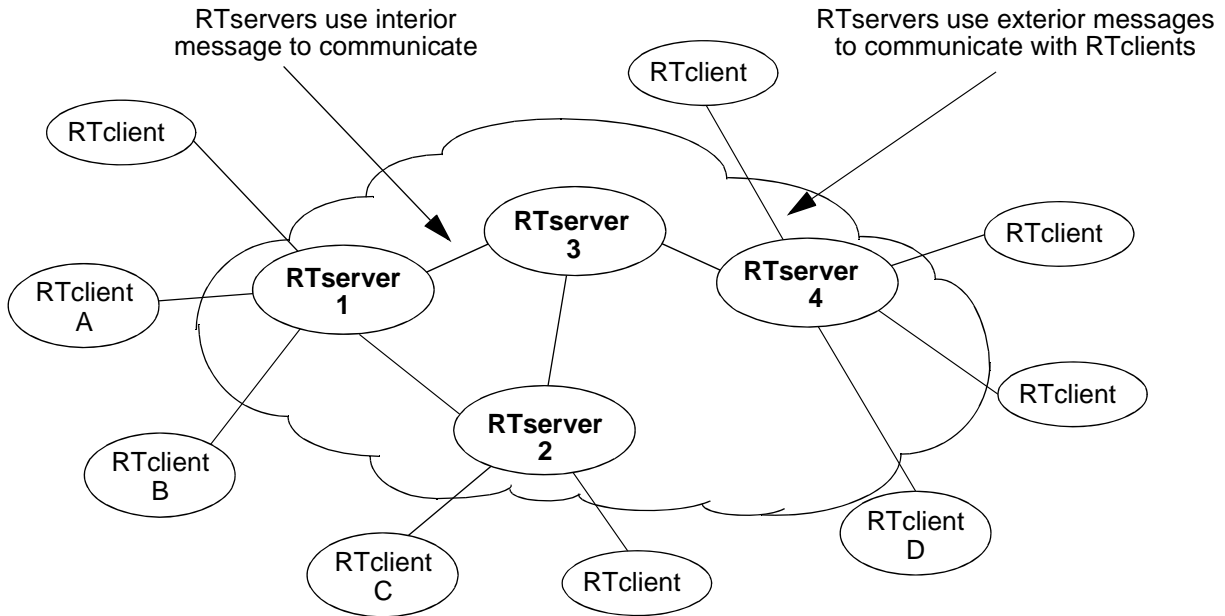 RTservers use interior
message to communicate
RTservers use exterior messages
to communicate with RTclients
RTclient
RTclient
RTserver
3
RTclient
RTserver
1
RTserver
4
RTclient
A
RTclient
RTserver
2
RTclient
B
RTclient
D
RTclient
C
RTclient